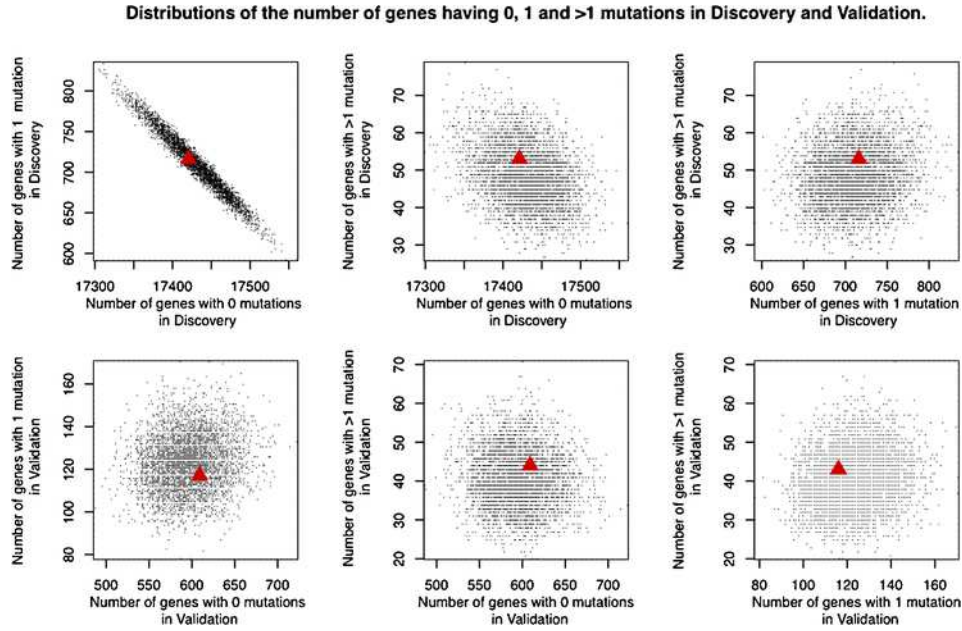 Distributions of the number of genes having 0, 1 and >1 mutations in Discovery and Validation.
Number of genes with 1 mutation
in Discovery
600 650 700 750 800
17300 17400 17500
Number of genes with 0 mutations
in Discovery
Number of genes with >1 mutation
in Discovery
30 40 50 60 70
17300 17400 17500
Number of genes with 0 mutations
in Discovery
Number of genes with >1 mutation
in Discovery
30 40 50 60 70
600 650 700 750 800
Number of genes with 1 mutation
in Discovery
Number of genes with 1 mutation
in Validation
80 100 120 140 160
500 550 600 650 700
Number of genes with 0 mutations
in Validation
Number of genes with >1 mutation
in Validation
20 30 40 50 60 70
500 550 600 650 700
Number of genes with 0 mutations
in Validation
Number of genes with >1 mutation
in Validation
20 30 40 50 60 70
80 100 120 140 160
Number of genes with 1 mutation
in Validation